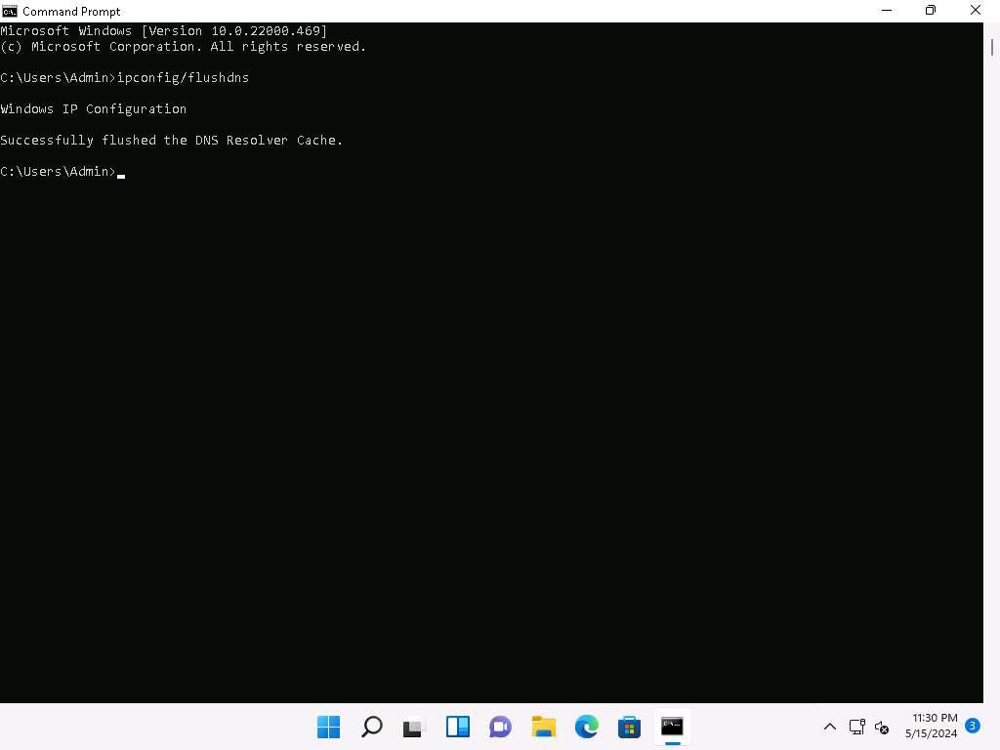 Command Prompt
Microsoft Windows [Version 10.0.22000.469]
(c) Microsoft Corporation. All rights reserved.
C:\Users\Admin>ipconfig/flushdns
Windows IP Configuration
Successfully flushed the DNS Resolver Cache.
C:\Users\Admin>
11:30 PM
5/15/2024
3